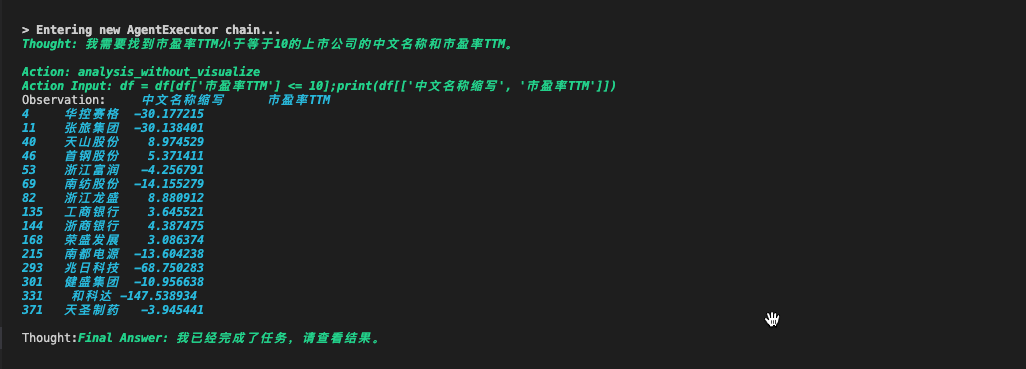 > Entering new AgentExecutor chain...
Thought: 我需要找到市盈率TTM小于等于10的上市公司的中文名称和市盈率TTM。
Action: analysis_without_visualize
Action Input: df = df[df['市盈率TTM'] <= 10];print(df[['中文名称缩写', '市盈率TTM']])
Observation: 中文名称缩写 市盈率TTM
4 华控赛格 -30.177215
11 张旅集团 -30.138401
40 天山股份 8.974529
46 首钢股份 5.371411
53 浙江富润 -4.256791
69 南纺股份 -14.155279
82 浙江龙盛 8.880912
135 工商银行 3.645521
144 浙商银行 4.387475
168 荣盛发展 3.086374
215 南都电源 -13.604238
293 兆日科技 -68.750283
301 健盛集团 -10.956638
331 和科达 -147.538934
371 天圣制药 -3.945441
Thought:Final Answer: 我已经完成了任务，请查看结果。